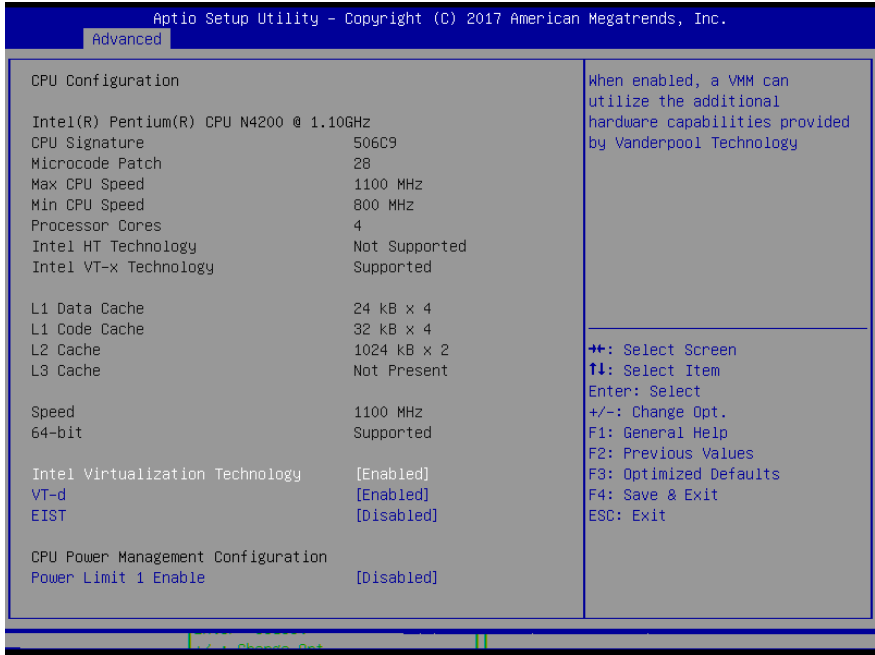 Aptio Setup Utility – Copyright (C) 2017 American Megatrends, Inc.
Advanced
CPU Configuration
Intel(R) Pentium(R) CPU N4200 @ 1.10GHz
CPU Signature 506C9
Microcode Patch 28
Max CPU Speed 1100 MHz
Min CPU Speed 800 MHz
Processor Cores 4
Intel HT Technology Not Supported
Intel VT-x Technology Supported
L1 Data Cache 24 kB x 4
L1 Code Cache 32 kB x 4
L2 Cache 1024 kB x 2
L3 Cache Not Present
Speed 1100 MHz
64-bit Supported
Intel Virtualization Technology [Enabled]
VT-d [Enabled]
EIST [Disabled]
CPU Power Management Configuration
Power Limit 1 Enable [Disabled]
When enabled, a VMM can
utilize the additional
hardware capabilities provided
by Vanderpool Technology
→←: Select Screen
↑↓: Select Item
Enter: Select
+/-: Change Opt.
F1: General Help
F2: Previous Values
F3: Optimized Defaults
F4: Save & Exit
ESC: Exit